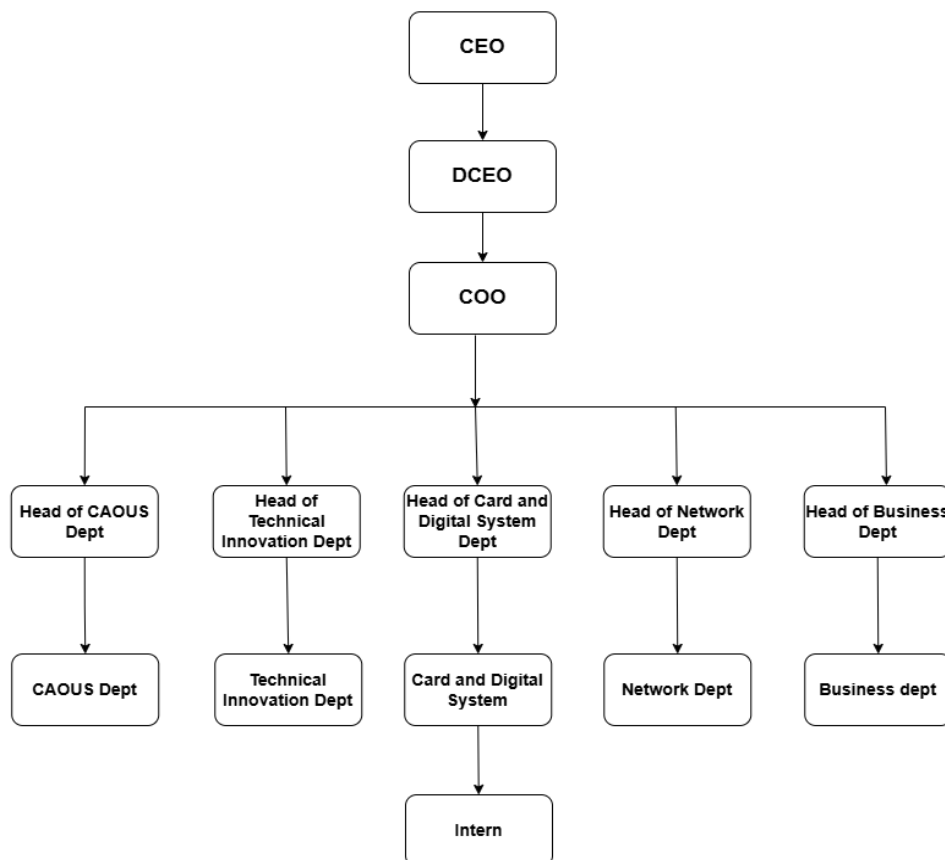 CEO
DCEO
COO
Head of CAOUS
Dept
Head of
Technical
Innovation Dept
Head of Card and
Digital System
Dept
Head of Network
Dept
Head of Business
Dept
CAOUS Dept
Technical
Innovation Dept
Card and Digital
System
Network Dept
Business dept
Intern